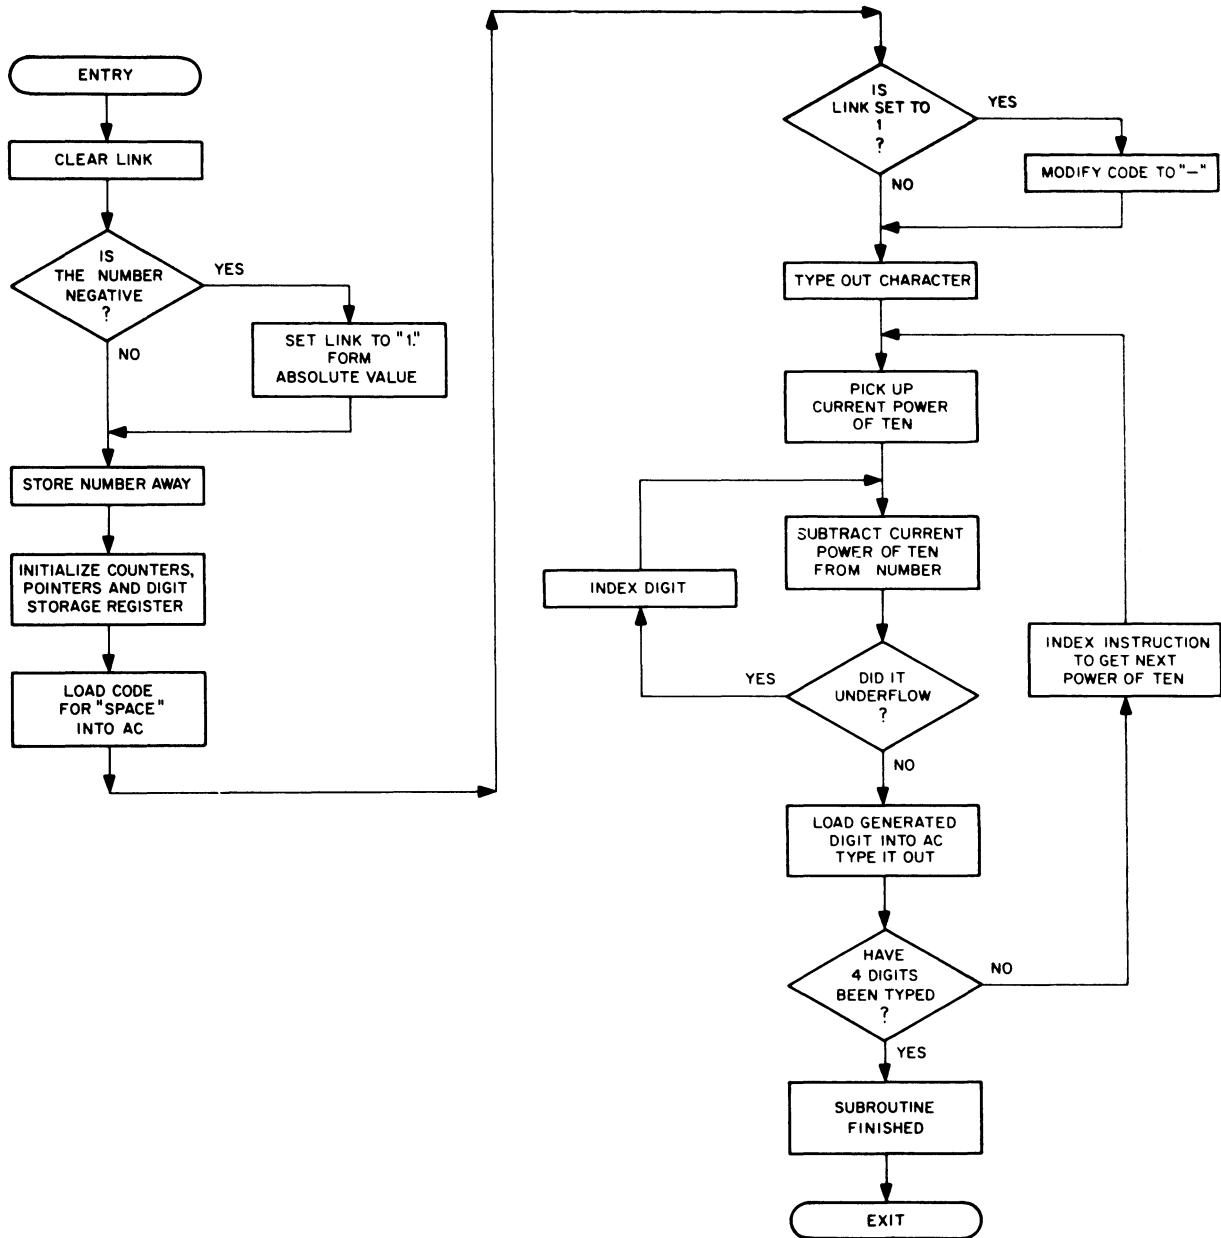 ENTRY
CLEAR LINK
IS
THE NUMBER
NEGATIVE
?
YES
NO
SET LINK TO "1."
FORM
ABSOLUTE VALUE
STORE NUMBER AWAY
INITIALIZE COUNTERS,
POINTERS AND DIGIT
STORAGE REGISTER
LOAD CODE
FOR "SPACE"
INTO AC
IS
LINK SET TO
1
?
YES
NO
MODIFY CODE TO "—"
TYPE OUT CHARACTER
PICK UP
CURRENT POWER
OF TEN
SUBTRACT CURRENT
POWER OF TEN
FROM NUMBER
INDEX DIGIT
DID IT
UNDERFLOW
?
YES
NO
INDEX INSTRUCTION
TO GET NEXT
POWER OF TEN
LOAD GENERATED
DIGIT INTO AC
TYPE IT OUT
HAVE
4 DIGITS
BEEN TYPED
?
NO
YES
SUBROUTINE
FINISHED
EXIT